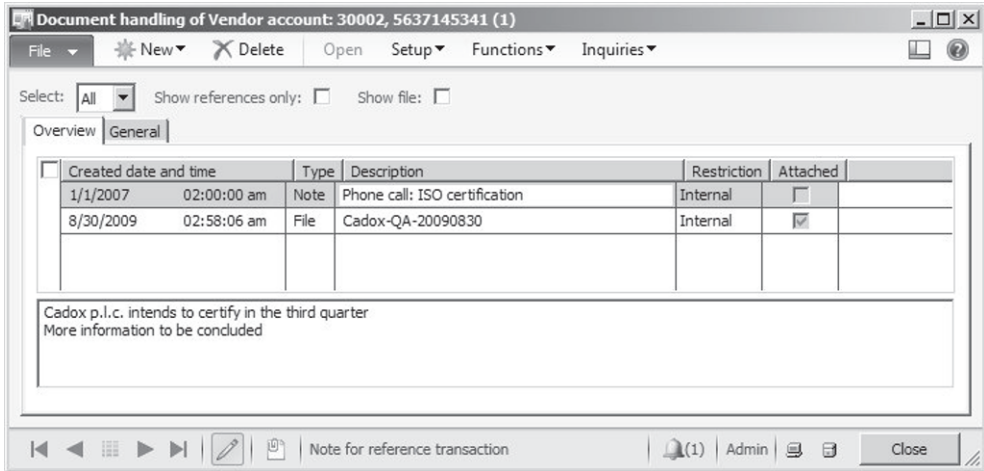 Document handling of Vendor account: 30002, 5637145341 (1)
File New Delete Open Setup Functions Inquiries
Select: All Show references only: Show file:
Overview General
Created date and time Type Description Restriction Attached
1/1/2007 02:00:00 am Note Phone call: ISO certification Internal
8/30/2009 02:58:06 am File Cadox-QA-20090830 Internal
Cadox p.l.c. intends to certify in the third quarter
More information to be concluded
Note for reference transaction (1) Admin Close